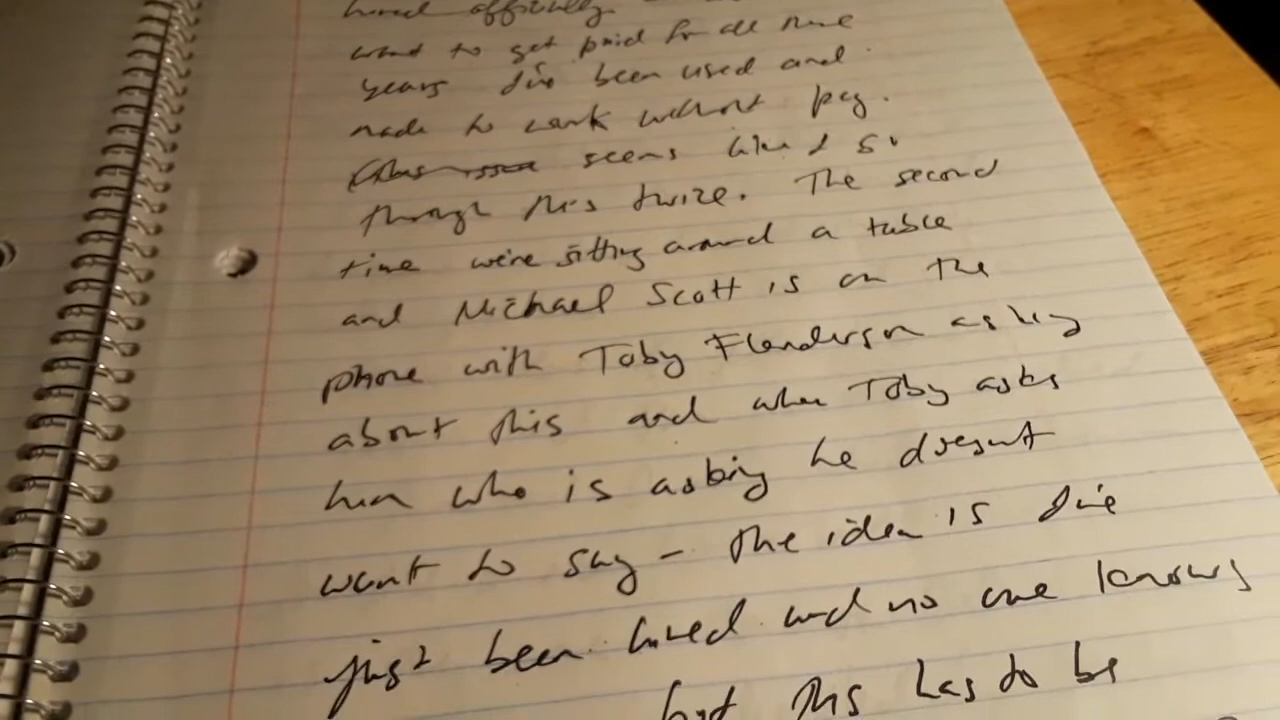 hired officially
want to get paid for all nine
years I've been used and
made to work without pay.
seems like I go
through this twice. The second
time we're sitting around a table
and Michael Scott is on the
phone with Toby Flenderson asking
about this and when Toby asks
him who is asking he doesn't
want to say - the idea is I've
just been hired and no one knows
but this has to be